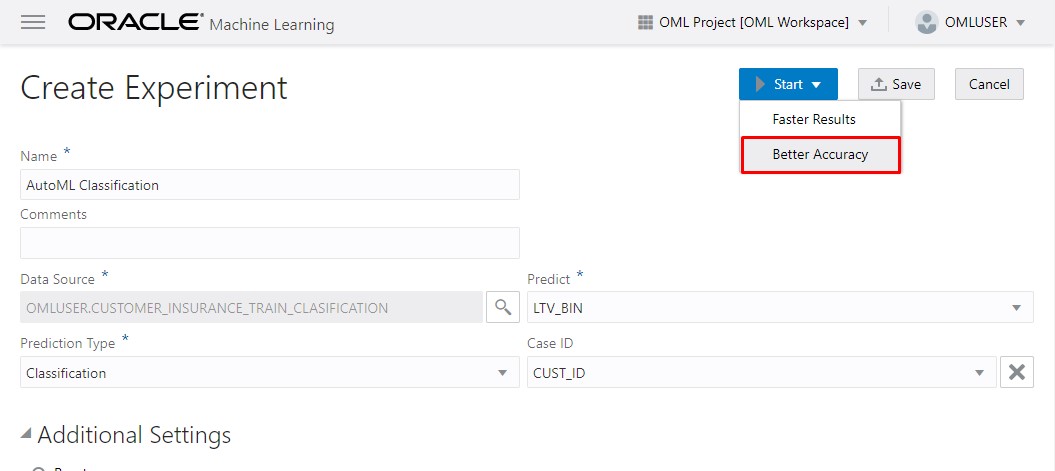 ORACLE Machine Learning
OML Project [OML Workspace]
OMLUSER
Create Experiment
Start
Save
Cancel
Faster Results
Better Accuracy
Name *
AutoML Classification
Comments
Data Source *
Predict *
OMLUSER.CUSTOMER_INSURANCE_TRAIN_CLASIFICATION
LTV_BIN
Prediction Type *
Case ID
Classification
CUST_ID
Additional Settings